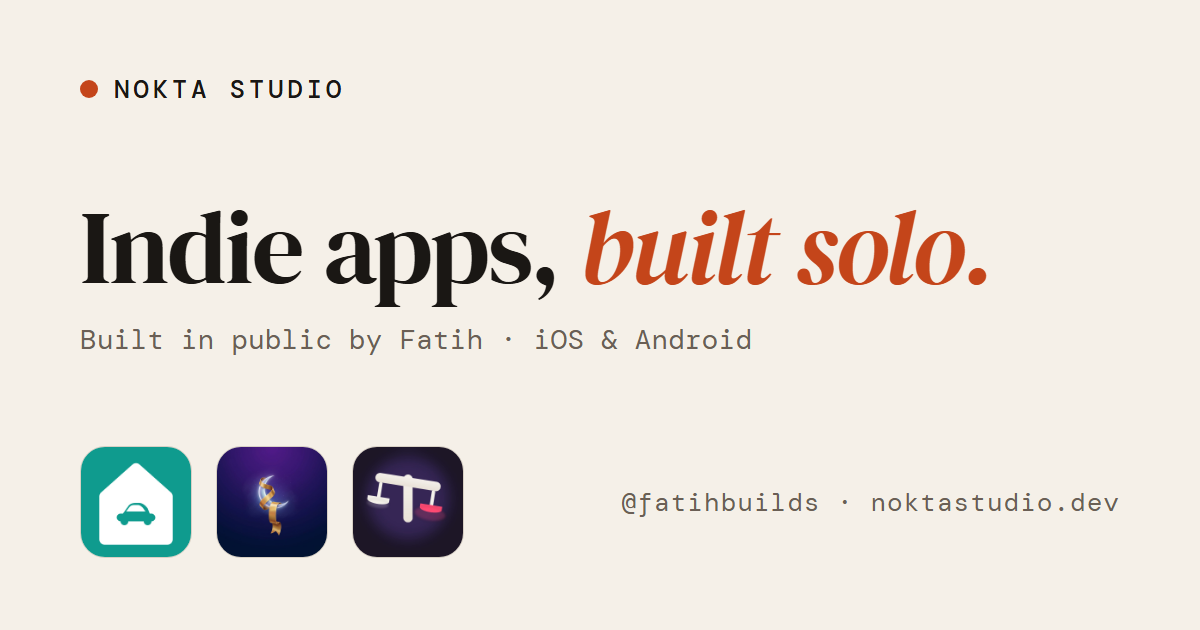 NOKTA STUDIO
Indie apps, built solo.
Built in public by Fatih · iOS & Android
@fatihbuilds · noktastudio.dev